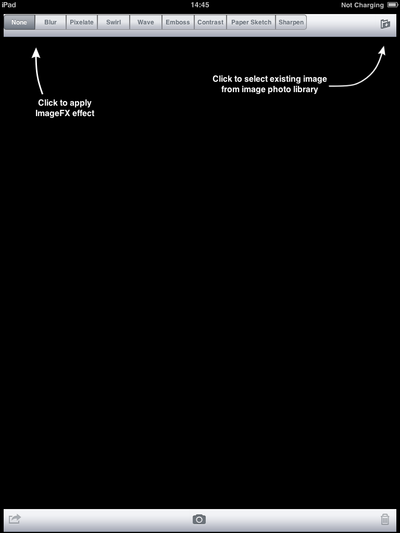 iPad 14:45 Not Charging
None Blur Pixelate Swirl Wave Emboss Contrast Paper Sketch Sharpen
Click to select existing image
from image photo library
Click to apply
ImageFX effect